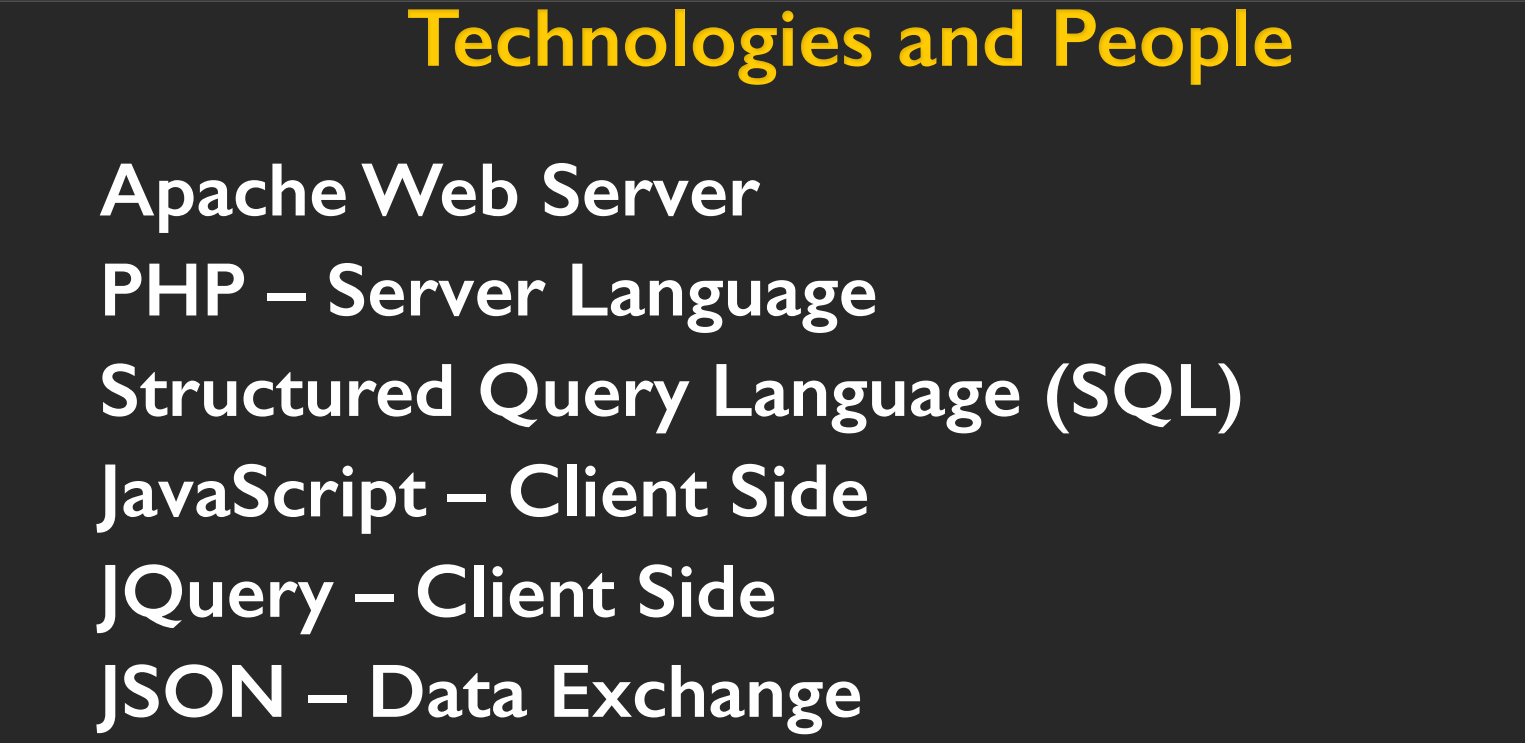 Technologies and People
Apache Web Server
PHP – Server Language
Structured Query Language (SQL)
JavaScript – Client Side
JQuery – Client Side
JSON – Data Exchange